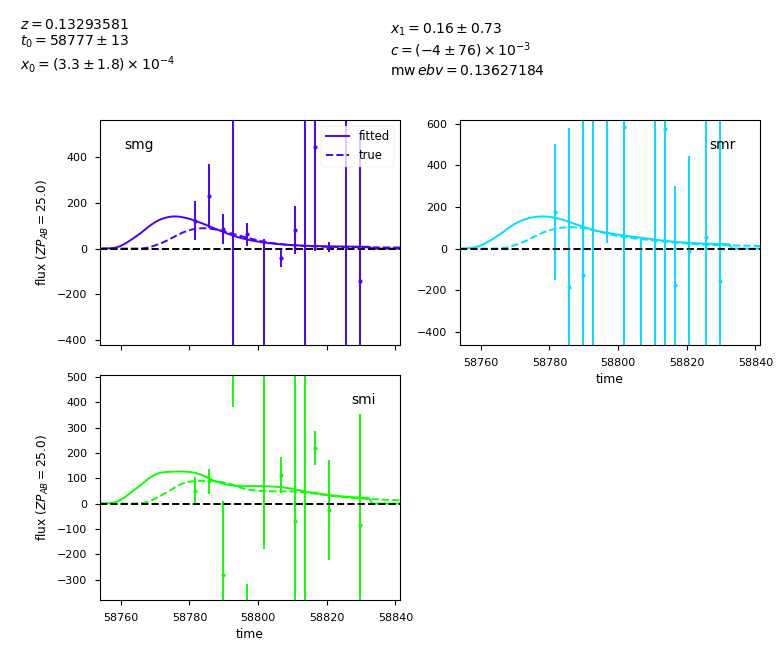 z = 0.13293581
t₀ = 58777 ± 13
x₀ = (3.3 ± 1.8) × 10⁻⁴
x₁ = 0.16 ± 0.73
c = (−4 ± 76) × 10⁻³
mw ebv = 0.13627184
smg
fitted
true
flux (ZP_AB = 25.0)
400
200
0
−200
−400
smr
600
400
200
0
−200
−400
58760 58780 58800 58820 58840
time
smi
flux (ZP_AB = 25.0)
500
400
300
200
100
0
−100
−200
−300
58760 58780 58800 58820 58840
time